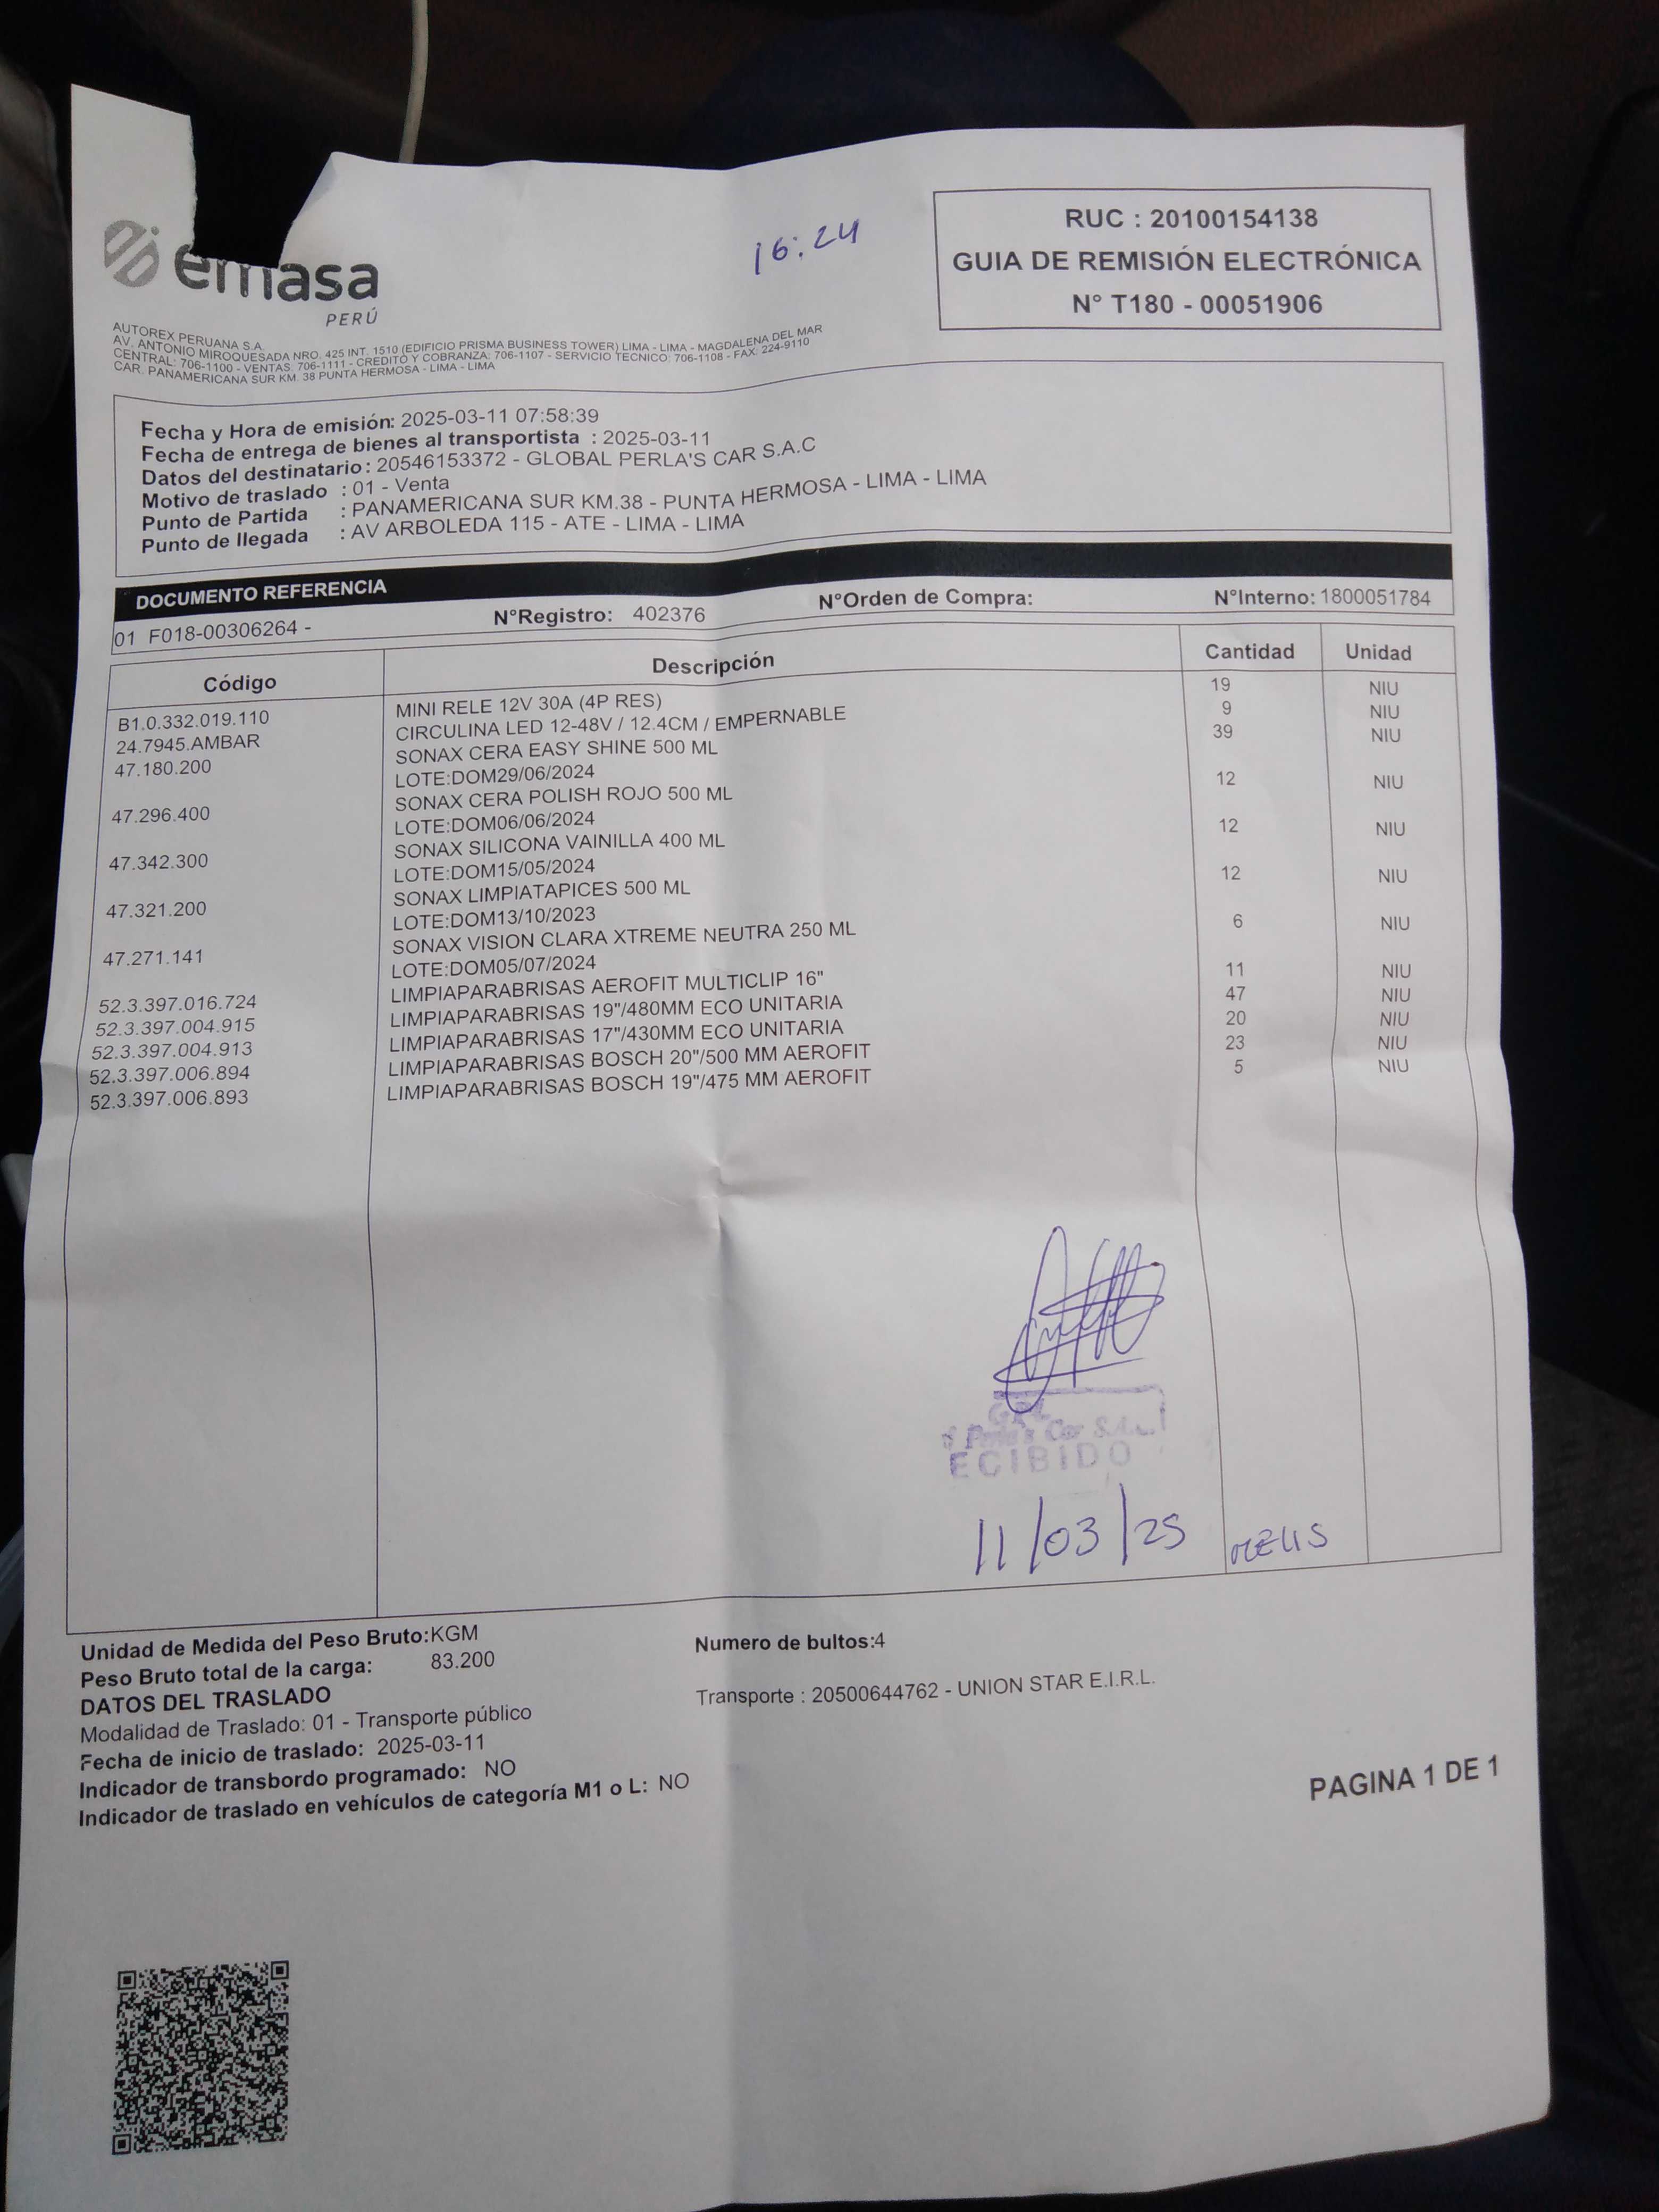 16:24
RUC : 20100154138
GUIA DE REMISIÓN ELECTRÓNICA
N° T180 - 00051906
emasa
PERÚ
AUTOREX PERUANA S.A.
AV. ANTONIO MIROQUESADA NRO. 425 INT. 1510 (EDIFICIO PRISMA BUSINESS TOWER) LIMA - LIMA - MAGDALENA DEL MAR
CENTRAL: 706-1100 - VENTAS: 706-1111 - CREDITO Y COBRANZA: 706-1107 - SERVICIO TECNICO: 706-1108 - FAX: 224-9110
CAR. PANAMERICANA SUR KM. 38 PUNTA HERMOSA - LIMA - LIMA
Fecha y Hora de emisión: 2025-03-11 07:58:39
Fecha de entrega de bienes al transportista : 2025-03-11
Datos del destinatario: 20546153372 - GLOBAL PERLA'S CAR S.A.C
Motivo de traslado : 01 - Venta
Punto de Partida : PANAMERICANA SUR KM.38 - PUNTA HERMOSA - LIMA - LIMA
Punto de llegada : AV ARBOLEDA 115 - ATE - LIMA - LIMA
DOCUMENTO REFERENCIA
01 F018-00306264 - N°Registro: 402376 N°Orden de Compra: N°Interno: 1800051784
Código Descripción Cantidad Unidad
B1.0.332.019.110 MINI RELE 12V 30A (4P RES) 19 NIU
24.7945.AMBAR CIRCULINA LED 12-48V / 12.4CM / EMPERNABLE 9 NIU
47.180.200 SONAX CERA EASY SHINE 500 ML 39 NIU
LOTE:DOM29/06/2024
47.296.400 SONAX CERA POLISH ROJO 500 ML 12 NIU
LOTE:DOM06/06/2024
47.342.300 SONAX SILICONA VAINILLA 400 ML 12 NIU
LOTE:DOM15/05/2024
47.321.200 SONAX LIMPIATAPICES 500 ML 12 NIU
LOTE:DOM13/10/2023
47.271.141 SONAX VISION CLARA XTREME NEUTRA 250 ML 6 NIU
LOTE:DOM05/07/2024
52.3.397.016.724 LIMPIAPARABRISAS AEROFIT MULTICLIP 16" 11 NIU
52.3.397.004.915 LIMPIAPARABRISAS 19"/480MM ECO UNITARIA 47 NIU
52.3.397.004.913 LIMPIAPARABRISAS 17"/430MM ECO UNITARIA 20 NIU
52.3.397.006.894 LIMPIAPARABRISAS BOSCH 20"/500 MM AEROFIT 23 NIU
52.3.397.006.893 LIMPIAPARABRISAS BOSCH 19"/475 MM AEROFIT 5 NIU
Perla's Car S.A.
ECIBIDO
11/03/25
Unidad de Medida del Peso Bruto:KGM
Peso Bruto total de la carga: 83.200
Numero de bultos:4
DATOS DEL TRASLADO
Transporte : 20500644762 - UNION STAR E.I.R.L.
Modalidad de Traslado: 01 - Transporte público
Fecha de inicio de traslado: 2025-03-11
Indicador de transbordo programado: NO
Indicador de traslado en vehículos de categoría M1 o L: NO
PAGINA 1 DE 1